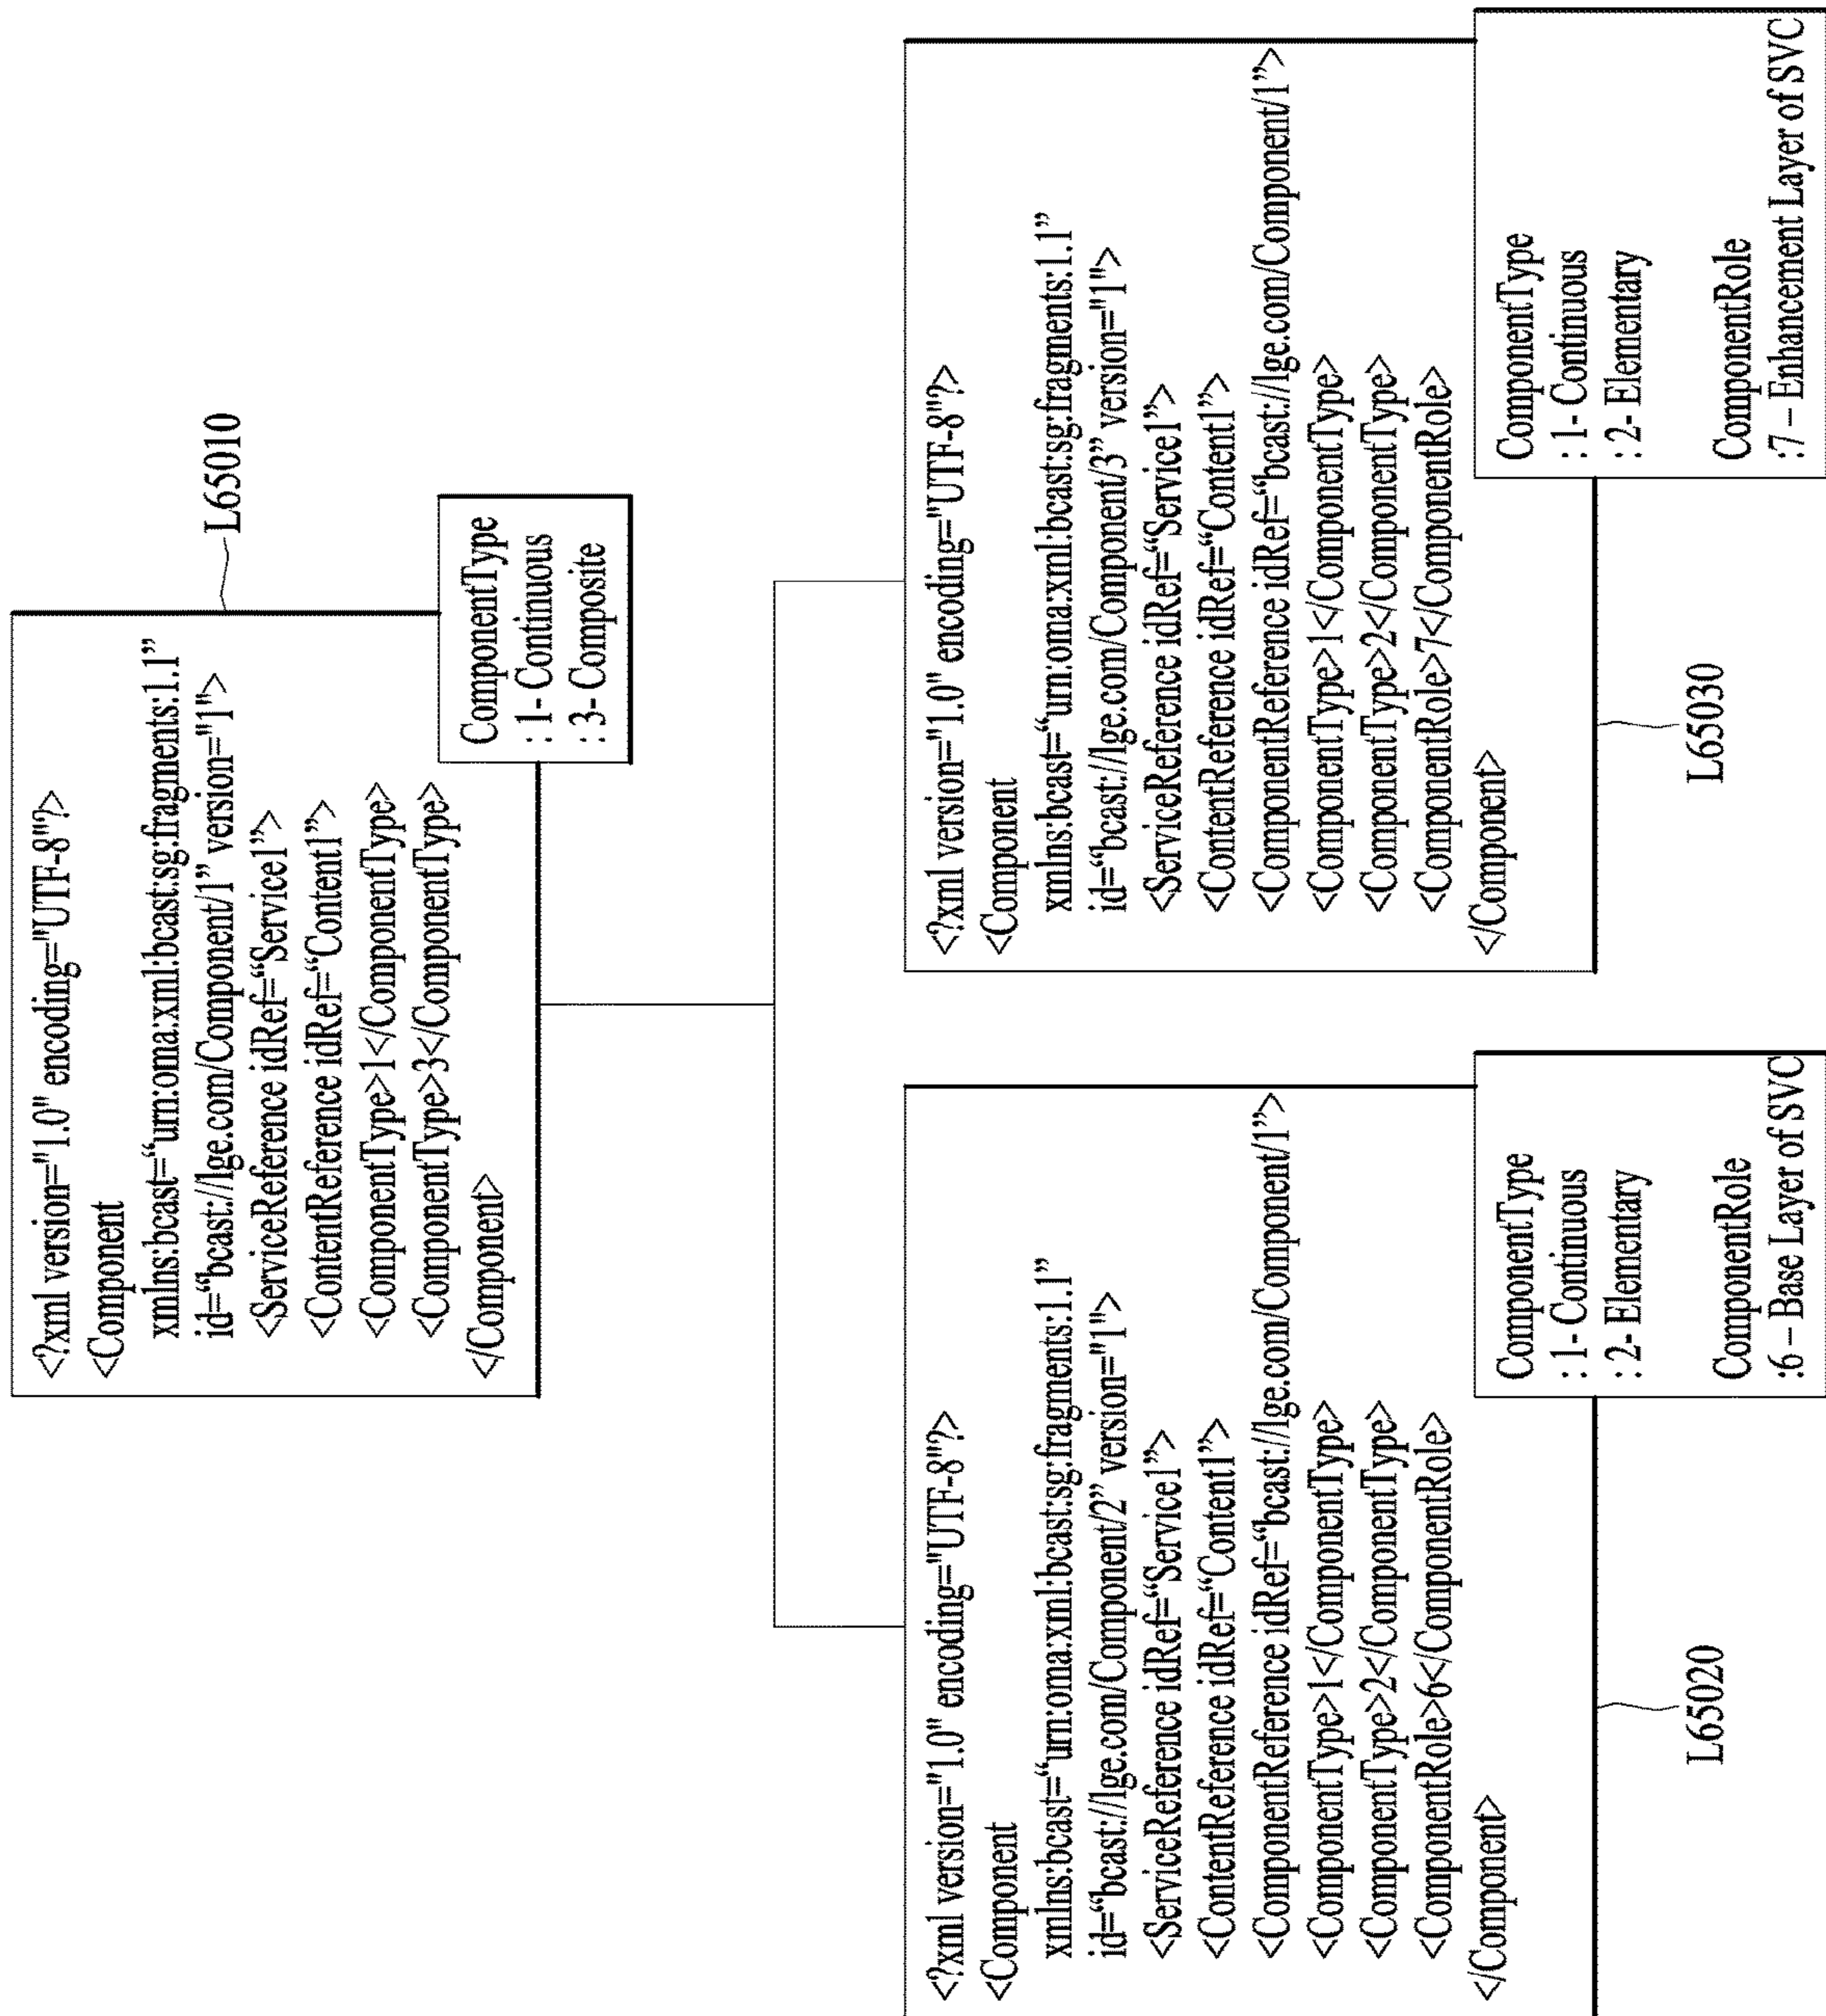 <?xml version="1.0" encoding="UTF-8"?>
<Component
xmlns:bcast=“urn:oma:xml:bcast:sg:fragments:1.1”
id=“bcast://lge.com/Component/1” version="1">
<ServiceReference idRef=“Service1”>
<ContentReference idRef=“Content1”>
<ComponentType>1</ComponentType>
<ComponentType>3</ComponentType>
</Component>
ComponentType
: 1- Continuous
: 3- Composite
L65010
<?xml version="1.0" encoding="UTF-8"?>
<Component
xmlns:bcast=“urn:oma:xml:bcast:sg:fragments:1.1”
id=“bcast://lge.com/Component/2” version="1">
<ServiceReference idRef=“Service1”>
<ContentReference idRef=“Content1”>
<ComponentReference idRef=“bcast://lge.com/Component/1”>
<ComponentType>1</ComponentType>
<ComponentType>2</ComponentType>
<ComponentRole>6</ComponentRole>
</Component>
ComponentType
: 1- Continuous
: 2- Elementary
ComponentRole
:6 – Base Layer of SVC
L65020
<?xml version="1.0" encoding="UTF-8"?>
<Component
xmlns:bcast=“urn:oma:xml:bcast:sg:fragments:1.1”
id=“bcast://lge.com/Component/3” version="1">
<ServiceReference idRef=“Service1”>
<ContentReference idRef=“Content1”>
<ComponentReference idRef=“bcast://lge.com/Component/1”>
<ComponentType>1</ComponentType>
<ComponentType>2</ComponentType>
<ComponentRole>7</ComponentRole>
</Component>
ComponentType
: 1- Continuous
: 2- Elementary
ComponentRole
:7 – Enhancement Layer of SVC
L65030